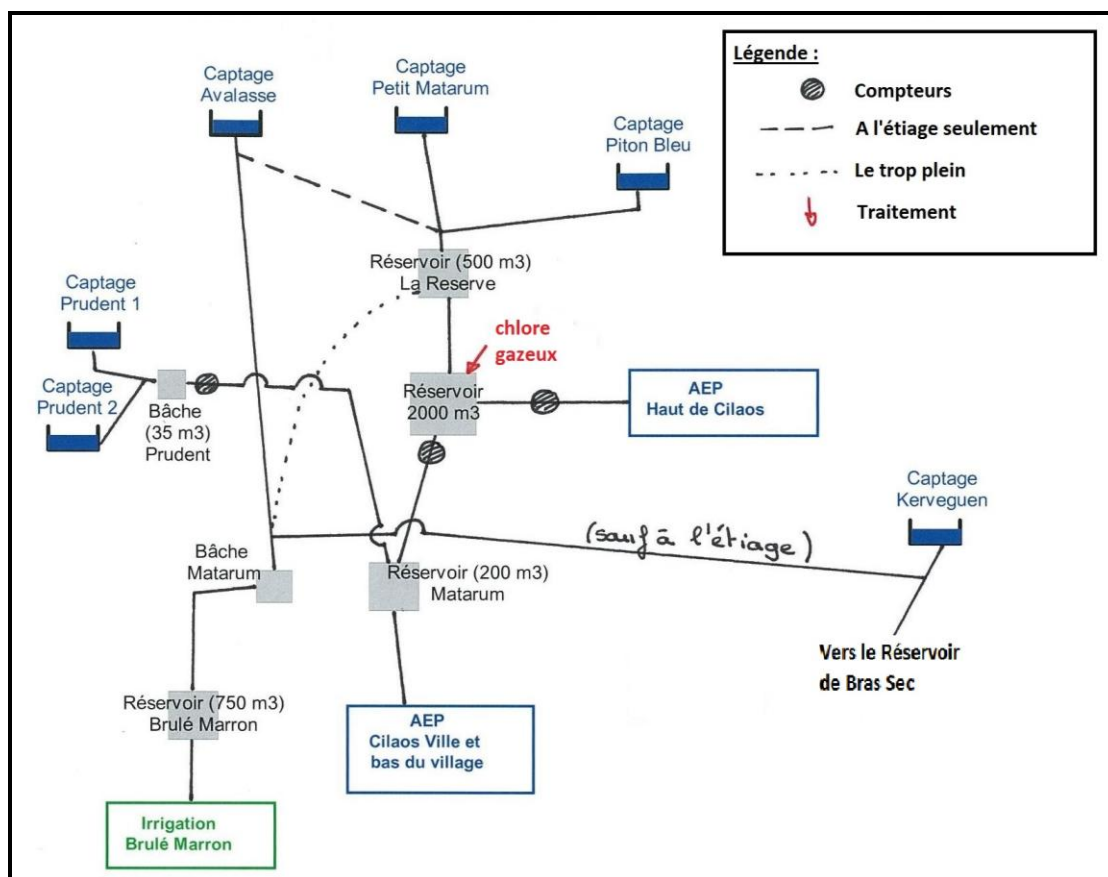 Légende :
Compteurs
A l'étiage seulement
Le trop plein
Traitement
Captage
Avalasse
Captage
Petit Matarum
Captage
Piton Bleu
Réservoir (500 m3)
La Reserve
Captage
Prudent 1
Captage
Prudent 2
Bâche
(35 m3)
Prudent
chlore
gazeux
Réservoir
2000 m3
AEP
Haut de Cilaos
Captage
Kerveguen
(sauf à l'étiage)
Bâche
Matarum
Réservoir (200 m3)
Matarum
Vers le Réservoir
de Bras Sec
Réservoir (750 m3)
Brulé Marron
AEP
Cilaos Ville et
bas du village
Irrigation
Brulé Marron